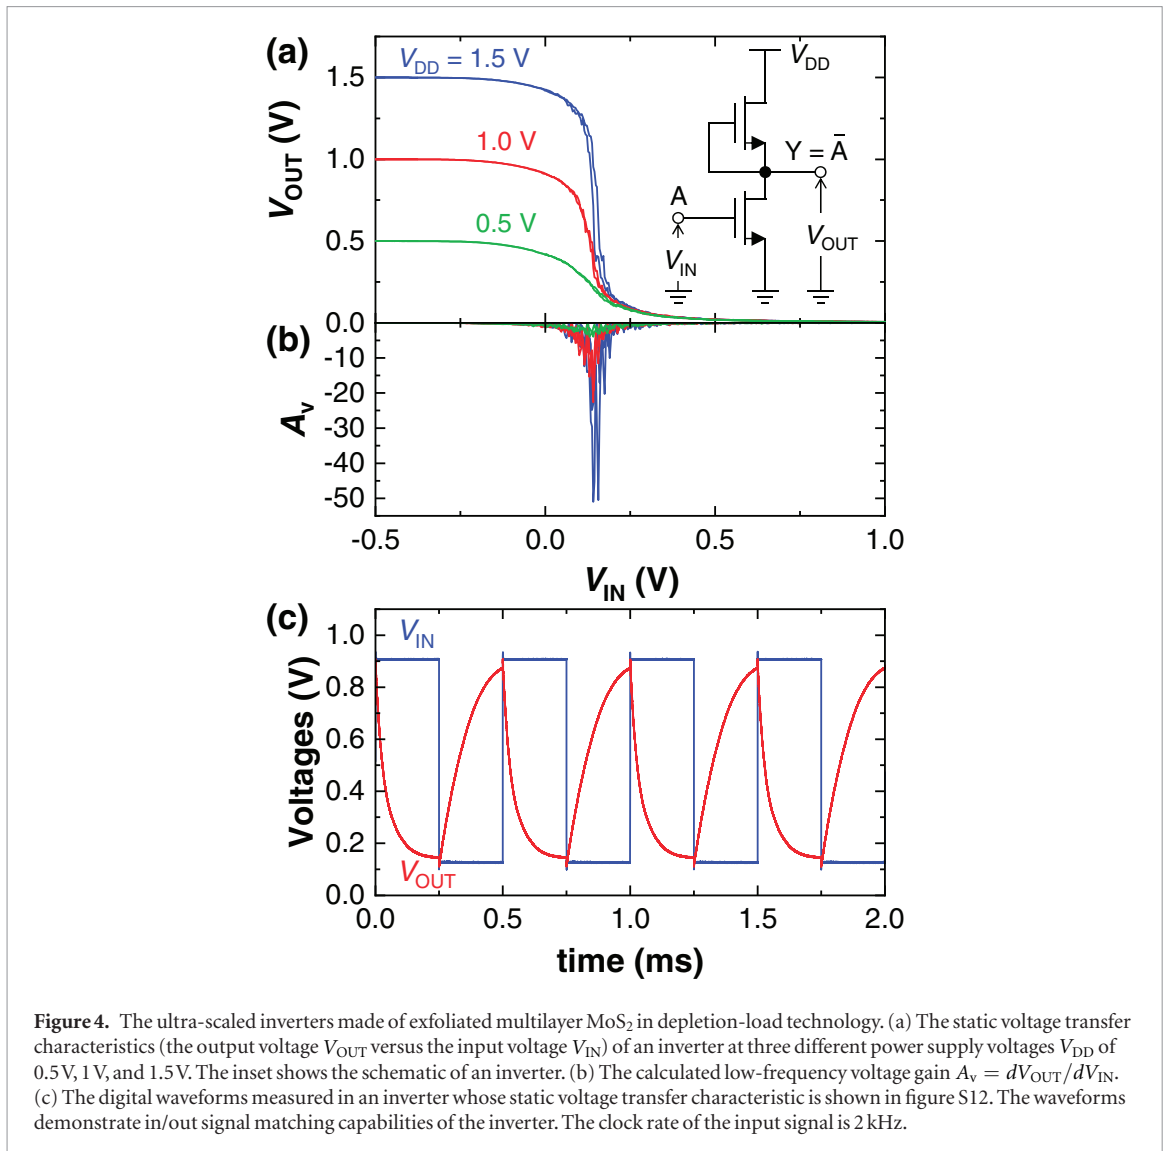 (a)
V_DD = 1.5 V
1.0 V
0.5 V
V_OUT (V)
1.5
1.0
0.5
0.0
V_DD
Y = Ā
A
V_IN
V_OUT
(b)
A_v
-10
-20
-30
-40
-50
-0.5 0.0 0.5 1.0
V_IN (V)
(c)
V_IN
V_OUT
Voltages (V)
1.0
0.8
0.6
0.4
0.2
0.0
0.0 0.5 1.0 1.5 2.0
time (ms)
Figure 4. The ultra-scaled inverters made of exfoliated multilayer MoS₂ in depletion-load technology. (a) The static voltage transfer
characteristics (the output voltage V_OUT versus the input voltage V_IN) of an inverter at three different power supply voltages V_DD of
0.5 V, 1 V, and 1.5 V. The inset shows the schematic of an inverter. (b) The calculated low-frequency voltage gain A_v = dV_OUT/dV_IN.
(c) The digital waveforms measured in an inverter whose static voltage transfer characteristic is shown in figure S12. The waveforms
demonstrate in/out signal matching capabilities of the inverter. The clock rate of the input signal is 2 kHz.